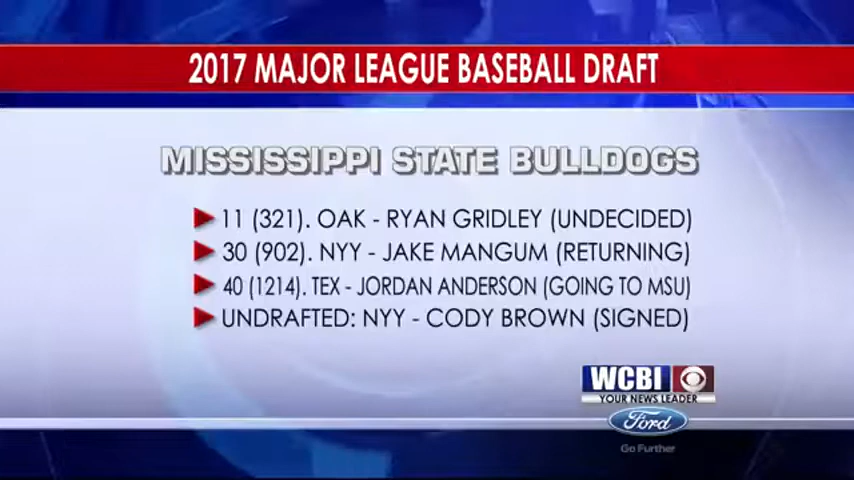 2017 MAJOR LEAGUE BASEBALL DRAFT
MISSISSIPPI STATE BULLDOGS
11 (321). OAK - RYAN GRIDLEY (UNDECIDED)
30 (902). NYY - JAKE MANGUM (RETURNING)
40 (1214). TEX - JORDAN ANDERSON (GOING TO MSU)
UNDRAFTED: NYY - CODY BROWN (SIGNED)
WCBI
YOUR NEWS LEADER
Ford
Go Further